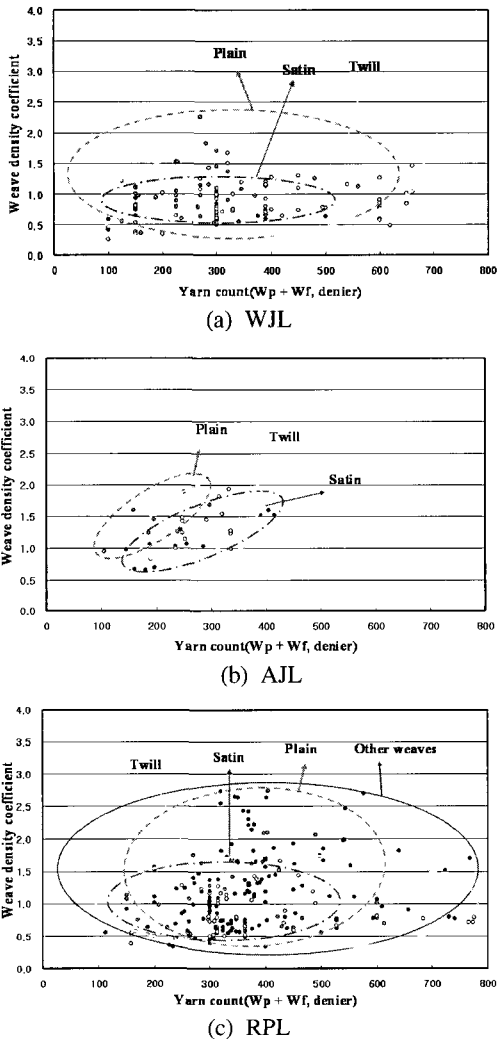 4.0
3.5
3.0
2.5
2.0
1.5
1.0
0.5
0.0
Weave density coefficient
Plain
Satin
Twill
0 100 200 300 400 500 600 700 800
Yarn count(Wp + Wf, denier)
(a) WJL
4.0
3.5
3.0
2.5
2.0
1.5
1.0
0.5
0.0
Weave density coefficient
Plain
Twill
Satin
0 100 200 300 400 500 600 700 800
Yarn count(Wp + Wf, denier)
(b) AJL
4.0
3.5
3.0
2.5
2.0
1.5
1.0
0.5
0.0
Weave density coefficient
Twill
Satin
Plain
Other weaves
0 100 200 300 400 500 600 700 800
Yarn count(Wp + Wf, denier)
(c) RPL